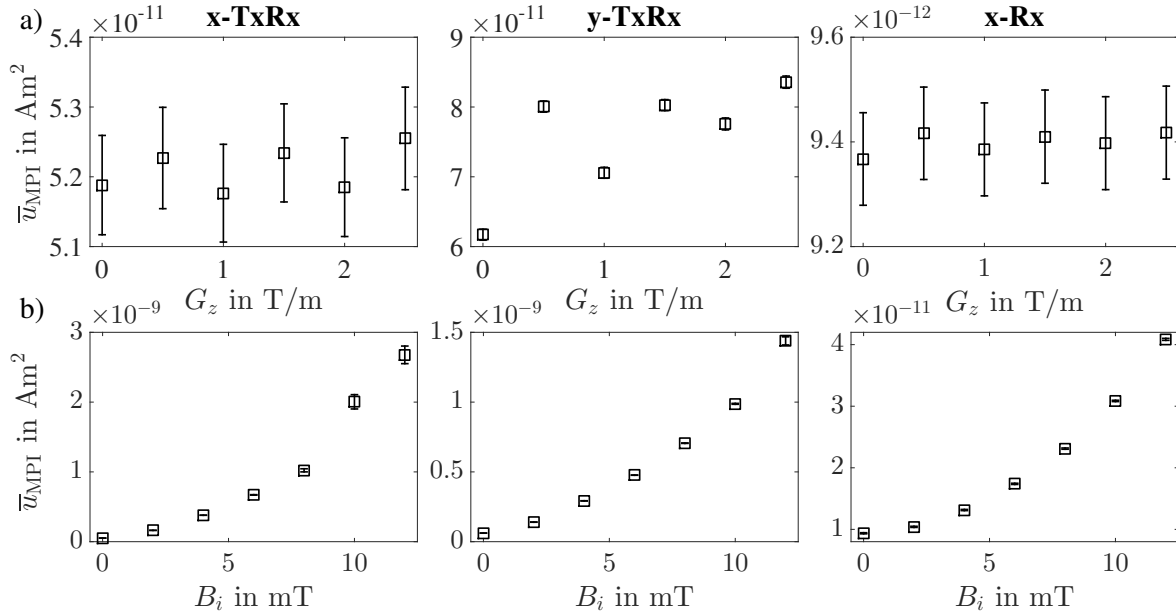 a) x-TxRx y-TxRx x-Rx
×10⁻¹¹ ×10⁻¹¹ ×10⁻¹²
5.4 9 9.6
5.3 8
5.2 7 9.4
5.1 6 9.2
u̅_MPI in Am²
0 1 2 0 1 2 0 1 2
G_z in T/m G_z in T/m G_z in T/m
b) ×10⁻⁹ ×10⁻⁹ ×10⁻¹¹
3 1.5 4
2 1 3
1 0.5 2
0 0 1
u̅_MPI in Am²
0 5 10 0 5 10 0 5 10
B_i in mT B_i in mT B_i in mT